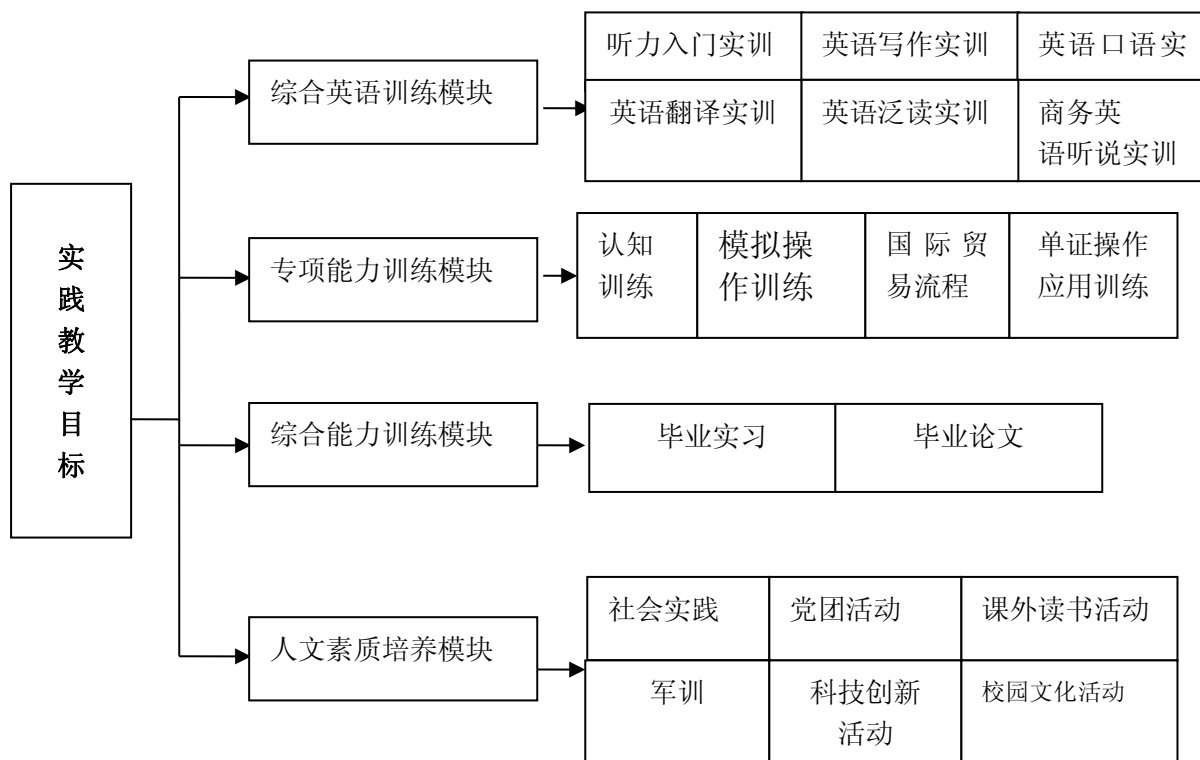 实践教学目标
综合英语训练模块
听力入门实训
英语写作实训
英语口语实
英语翻译实训
英语泛读实训
商务英
语听说实训
专项能力训练模块
认知
训练
模拟操
作训练
国际贸
易流程
单证操作
应用训练
综合能力训练模块
毕业实习
毕业论文
人文素质培养模块
社会实践
党团活动
课外读书活动
军训
科技创新
活动
校园文化活动